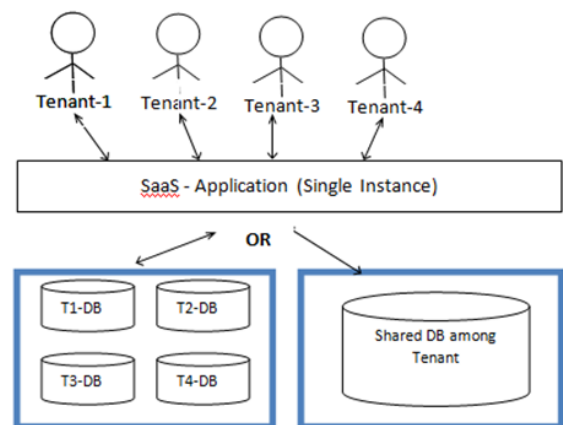 Tenant-1
Tenant-2
Tenant-3
Tenant-4
SaaS - Application (Single Instance)
OR
T1-DB
T2-DB
T3-DB
T4-DB
Shared DB among
Tenant